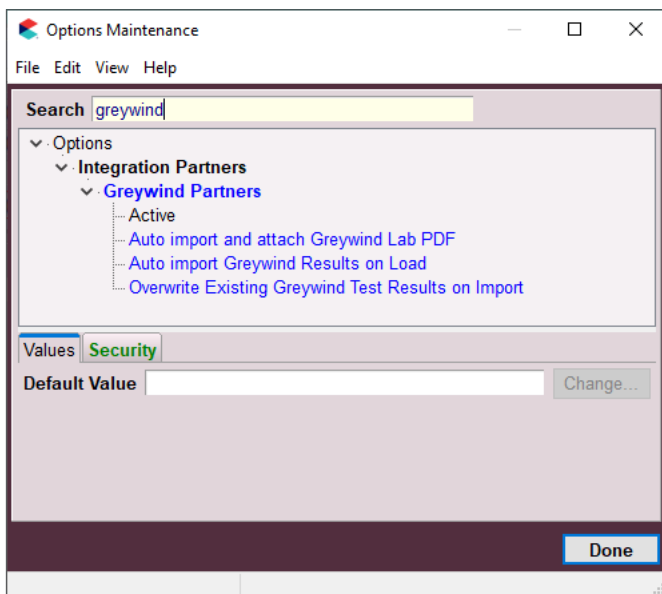 Options Maintenance
File Edit View Help
Search greywind
Options
Integration Partners
Greywind Partners
Active
Auto import and attach Greywind Lab PDF
Auto import Greywind Results on Load
Overwrite Existing Greywind Test Results on Import
Values Security
Default Value Change...
Done